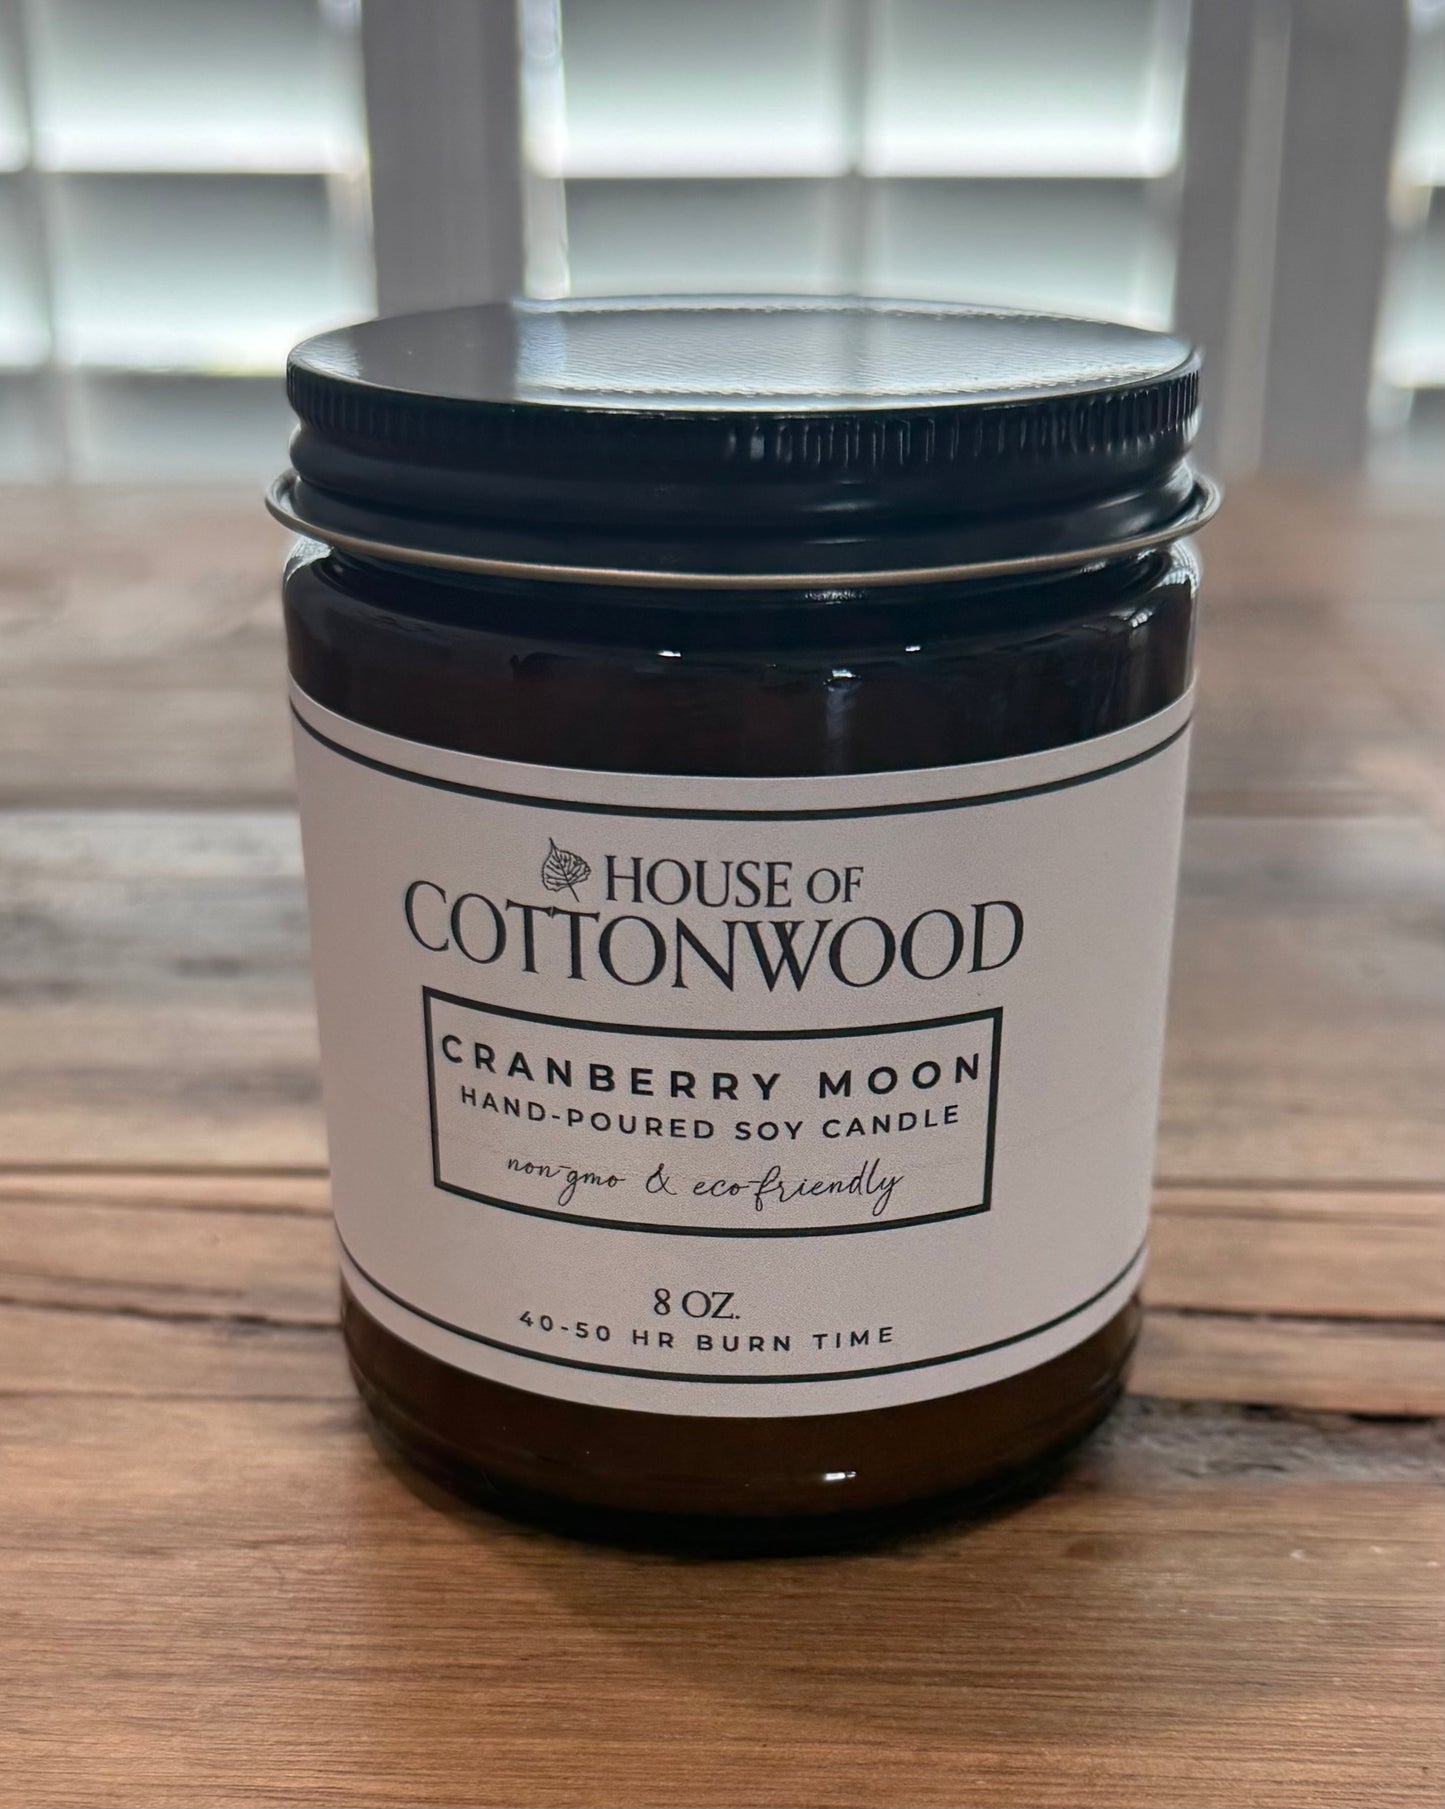 HOUSE OF
COTTONWOOD
CRANBERRY MOON
HAND-POURED SOY CANDLE
non-gmo & eco-friendly
8 OZ.
40-50 HR BURN TIME